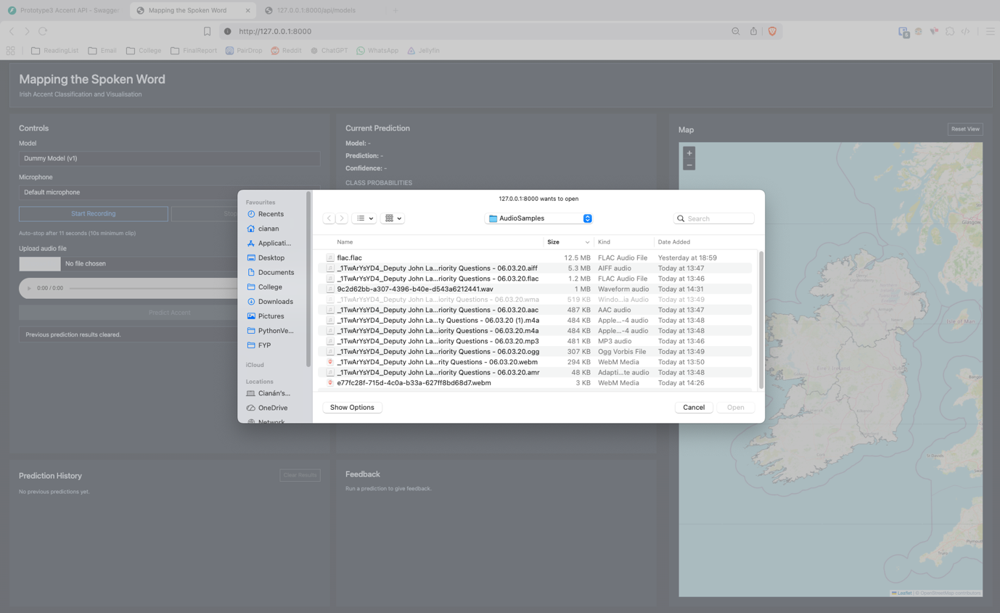 Prototype3 Accent API - Swagger
Mapping the Spoken Word
127.0.0.1:8000/api/models
http://127.0.0.1:8000
ReadingList
Email
College
FinalReport
PairDrop
Reddit
ChatGPT
WhatsApp
Jellyfin
Mapping the Spoken Word
Irish Accent Classification and Visualisation
Controls
Model
Dummy Model (v1)
Microphone
Default microphone
Start Recording
Auto-stop after 11 seconds (10s minimum clip)
Upload audio file
No file chosen
0:00 / 0:00
Predict Accent
Previous prediction results cleared.
Current Prediction
Model: -
Prediction: -
Confidence: -
CLASS PROBABILITIES
Map
Reset View
+
−
127.0.0.1:8000 wants to open
Favourites
Recents
cianan
Applicati...
Desktop
Documents
College
Downloads
Pictures
PythonVe...
FYP
iCloud
Locations
Cianán's...
OneDrive
Network
AudioSamples
Search
Name Size Kind Date Added
flac.flac 12.5 MB FLAC Audio File Yesterday at 18:59
_1TwArYsYD4_Deputy John La...riority Questions - 06.03.20.aiff 5.3 MB AIFF audio Today at 13:47
_1TwArYsYD4_Deputy John La...riority Questions - 06.03.20.flac 1.2 MB FLAC Audio File Today at 13:46
9c2d62bb-a307-4396-b40e-d543a6212441.wav 1 MB Waveform audio Today at 14:31
_1TwArYsYD4_Deputy John La...riority Questions - 06.03.20.wma 519 KB Windo...ia Audio Today at 13:49
_1TwArYsYD4_Deputy John La...riority Questions - 06.03.20.aac 487 KB AAC audio Today at 13:47
_1TwArYsYD4_Deputy John La...ty Questions - 06.03.20 (1).m4a 484 KB Apple...-4 audio Today at 13:48
_1TwArYsYD4_Deputy John La...riority Questions - 06.03.20.m4a 484 KB Apple...-4 audio Today at 13:48
_1TwArYsYD4_Deputy John La...riority Questions - 06.03.20.mp3 481 KB MP3 audio Today at 13:46
_1TwArYsYD4_Deputy John La...riority Questions - 06.03.20.ogg 307 KB Ogg Vorbis File Today at 13:49
_1TwArYsYD4_Deputy John La...rity Questions - 06.03.20.webm 294 KB WebM Media Today at 13:50
_1TwArYsYD4_Deputy John La...riority Questions - 06.03.20.amr 48 KB Adapti...te audio Today at 13:48
e77fc28f-715d-4c0a-b33a-627ff8bd68d7.webm 3 KB WebM Media Today at 14:26
Show Options
Cancel
Open
Glasgow
Isle of Man
St Davids
Prediction History
Clear Results
No previous predictions yet.
Feedback
Run a prediction to give feedback.
Leaflet | © OpenStreetMap contributors